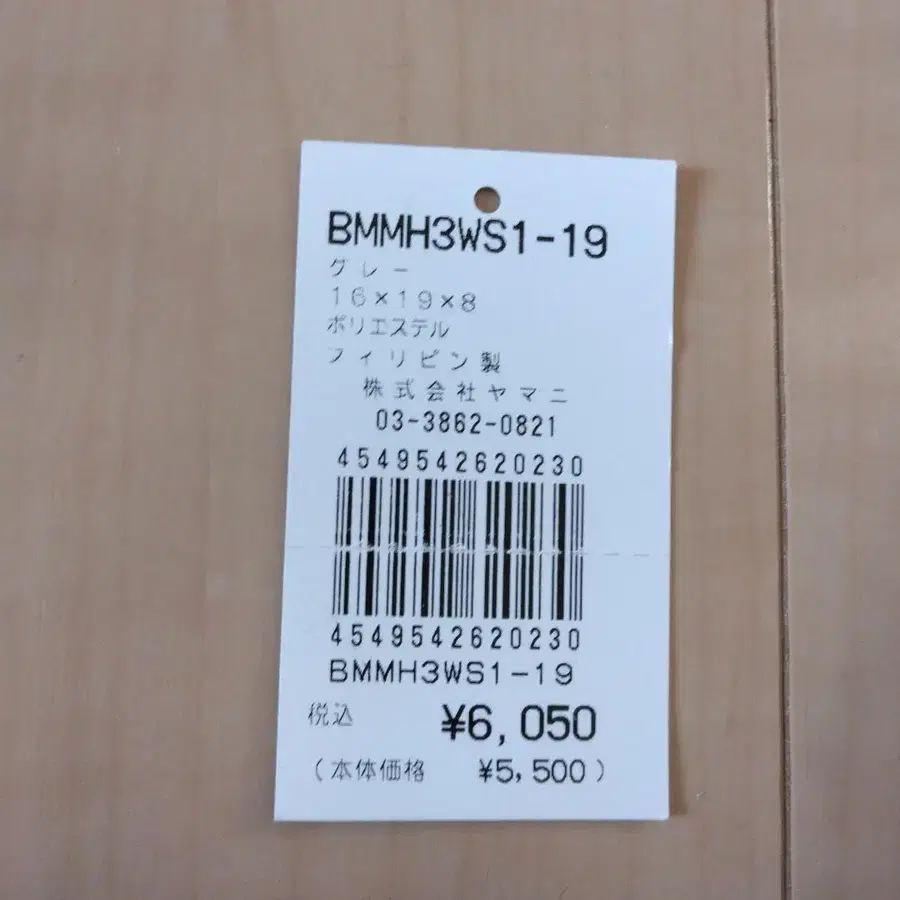 BMMH3WS1-19
グレー
16×19×8
ポリエステル
フィリピン製
株式会社ヤマニ
03-3862-0821
4549542620230
4549542620230
BMMH3WS1-19
税込 ¥6,050
(本体価格 ¥5,500)